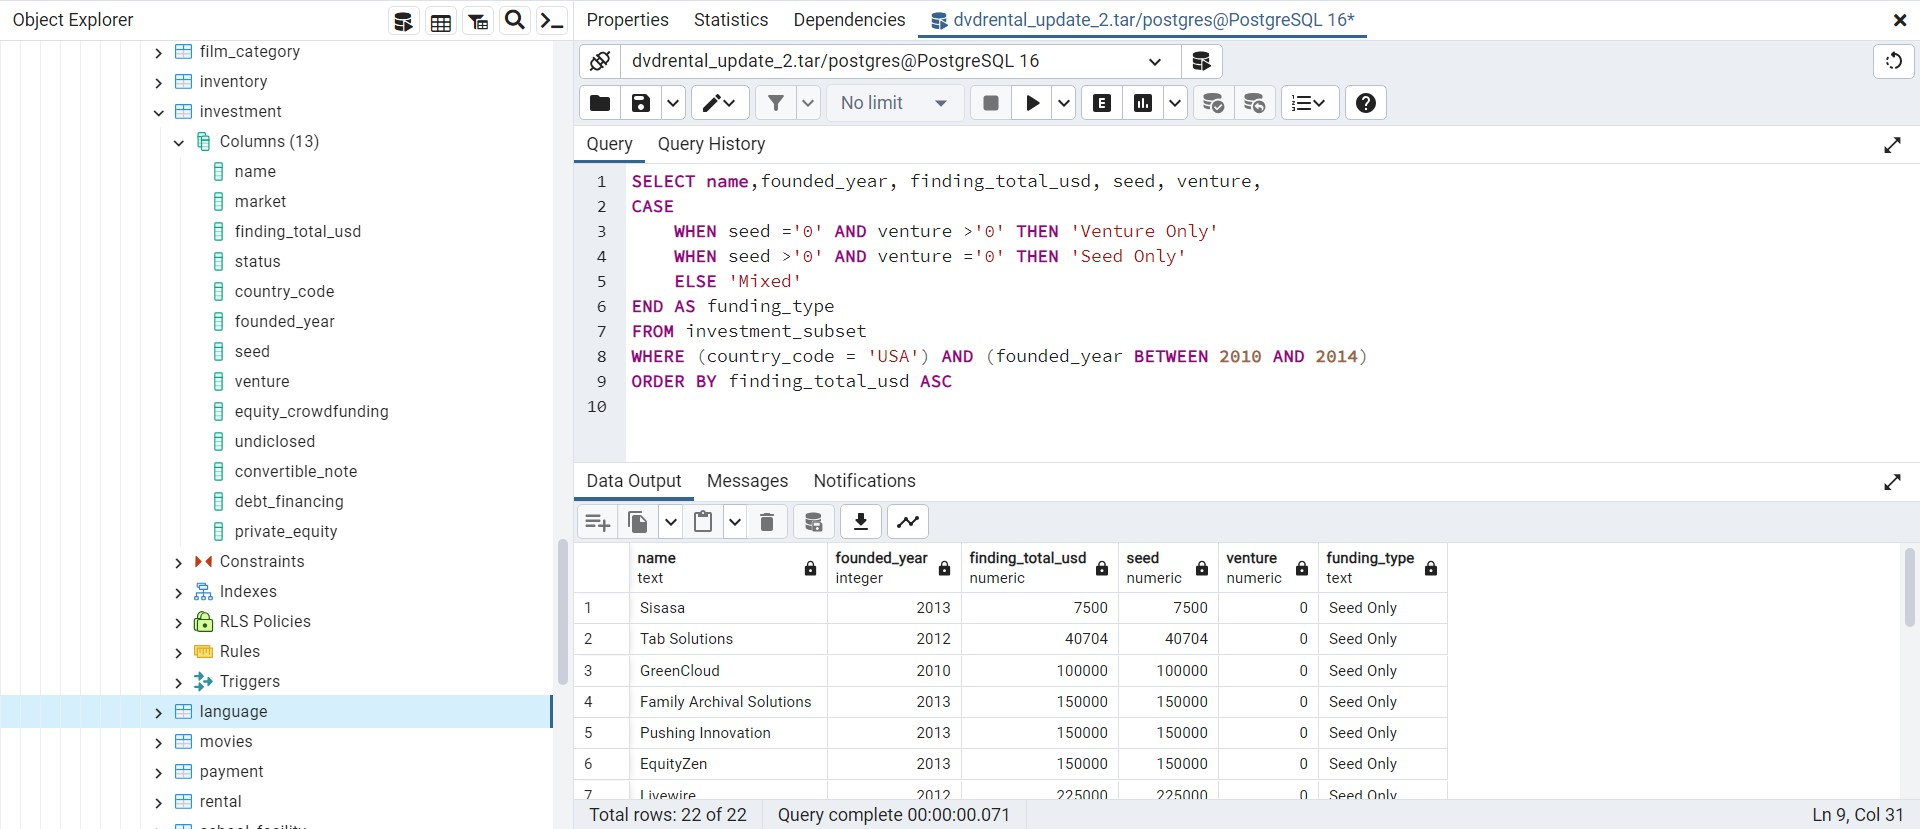 Object Explorer
film_category
inventory
investment
Columns (13)
name
market
finding_total_usd
status
country_code
founded_year
seed
venture
equity_crowdfunding
undiclosed
convertible_note
debt_financing
private_equity
Constraints
Indexes
RLS Policies
Rules
Triggers
language
movies
payment
rental
school_facility
Properties Statistics Dependencies dvdrental_update_2.tar/postgres@PostgreSQL 16*
dvdrental_update_2.tar/postgres@PostgreSQL 16
No limit E
Query Query History
1 SELECT name,founded_year, finding_total_usd, seed, venture,
2 CASE
3 WHEN seed ='0' AND venture >'0' THEN 'Venture Only'
4 WHEN seed >'0' AND venture ='0' THEN 'Seed Only'
5 ELSE 'Mixed'
6 END AS funding_type
7 FROM investment_subset
8 WHERE (country_code = 'USA') AND (founded_year BETWEEN 2010 AND 2014)
9 ORDER BY finding_total_usd ASC
10
Data Output Messages Notifications
name founded_year finding_total_usd seed venture funding_type
text integer numeric numeric numeric text
1 Sisasa 2013 7500 7500 0 Seed Only
2 Tab Solutions 2012 40704 40704 0 Seed Only
3 GreenCloud 2010 100000 100000 0 Seed Only
4 Family Archival Solutions 2013 150000 150000 0 Seed Only
5 Pushing Innovation 2013 150000 150000 0 Seed Only
6 EquityZen 2013 150000 150000 0 Seed Only
7 Livewire 2012 225000 225000 0 Seed Only
Total rows: 22 of 22 Query complete 00:00:00.071 Ln 9, Col 31